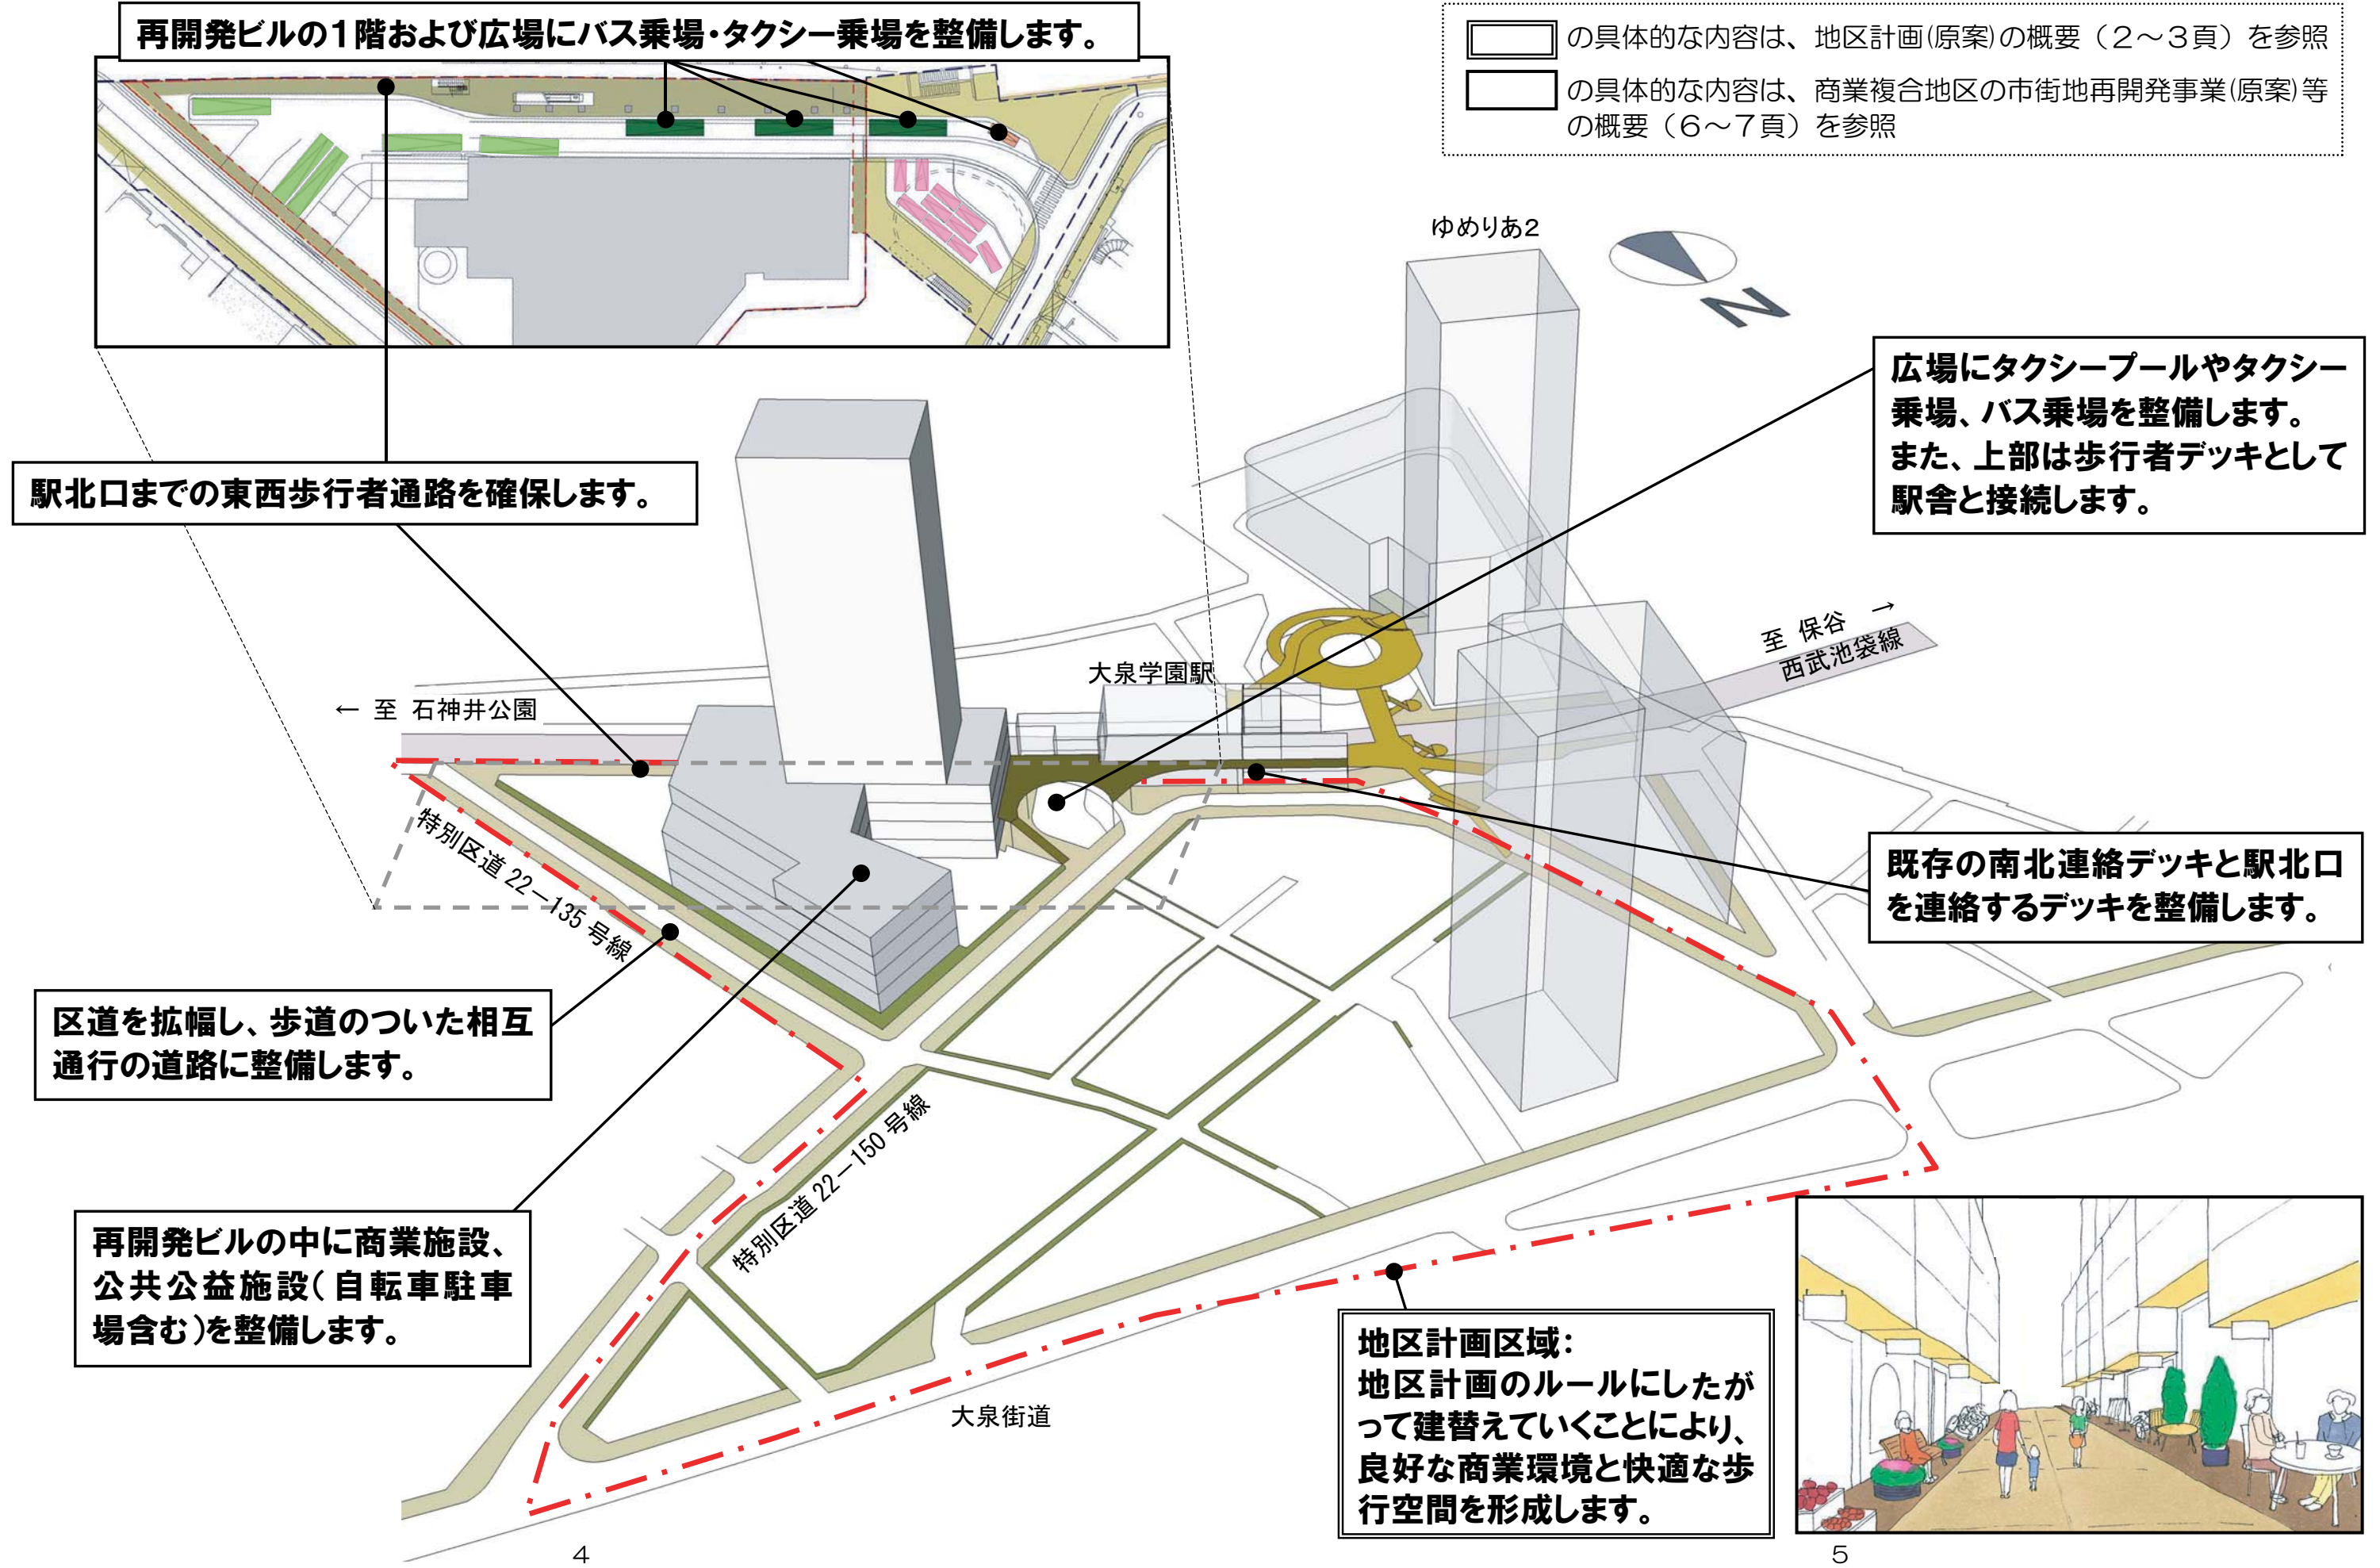 再開発ビルの1階および広場にバス乗場・タクシー乗場を整備します。
の具体的な内容は、地区計画(原案)の概要（2～3頁）を参照
の具体的な内容は、商業複合地区の市街地再開発事業(原案)等
の概要（6～7頁）を参照
ゆめりあ2
N
広場にタクシープールやタクシー
乗場、バス乗場を整備します。
また、上部は歩行者デッキとして
駅舎と接続します。
駅北口までの東西歩行者通路を確保します。
至 保谷 →
西武池袋線
大泉学園駅
← 至 石神井公園
特別区道 22－135 号線
既存の南北連絡デッキと駅北口
を連絡するデッキを整備します。
区道を拡幅し、歩道のついた相互
通行の道路に整備します。
特別区道 22－150 号線
再開発ビルの中に商業施設、
公共公益施設(自転車駐車
場含む)を整備します。
地区計画区域：
地区計画のルールにしたが
って建替えていくことにより、
良好な商業環境と快適な歩
行空間を形成します。
大泉街道
4
5